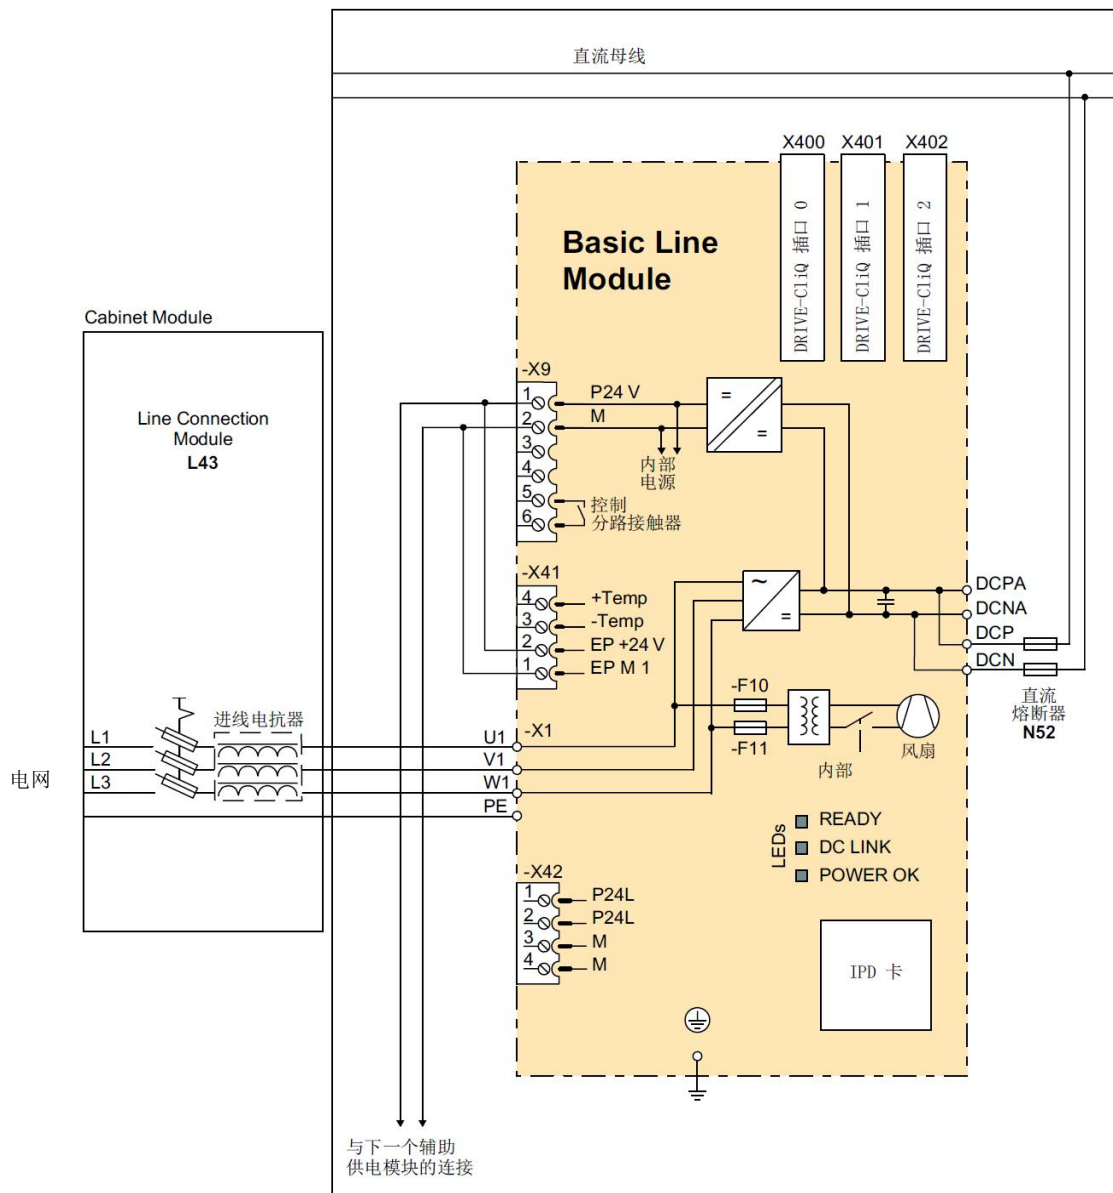 直流母线
X400
X401
X402
DRIVE-CliQ 插口 0
DRIVE-CliQ 插口 1
DRIVE-CliQ 插口 2
Basic Line
Module
Cabinet Module
Line Connection
Module
L43
-X9
1
P24 V
2
M
3
4
5
6
内部
电源
控制
分路接触器
-X41
4
+Temp
3
-Temp
2
EP +24 V
1
EP M 1
~
=
=
=
DCPA
DCNA
DCP
DCN
直流
熔断器
N52
-F10
-F11
内部
风扇
进线电抗器
-X1
电网
L1
U1
L2
V1
L3
W1
PE
LEDs
READY
DC LINK
POWER OK
-X42
1
P24L
2
P24L
3
M
4
M
IPD 卡
与下一个辅助
供电模块的连接